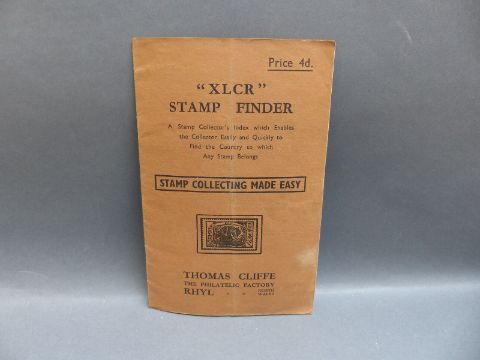 Price 4d.
"XLCR"
STAMP FINDER
A Stamp Collector's Index which Enables
the Collector Easily and Quickly to
Find the Country to which
Any Stamp Belongs
STAMP COLLECTING MADE EASY
THOMAS CLIFFE
THE PHILATELIC FACTORY
RHYL - - NORTH WALES